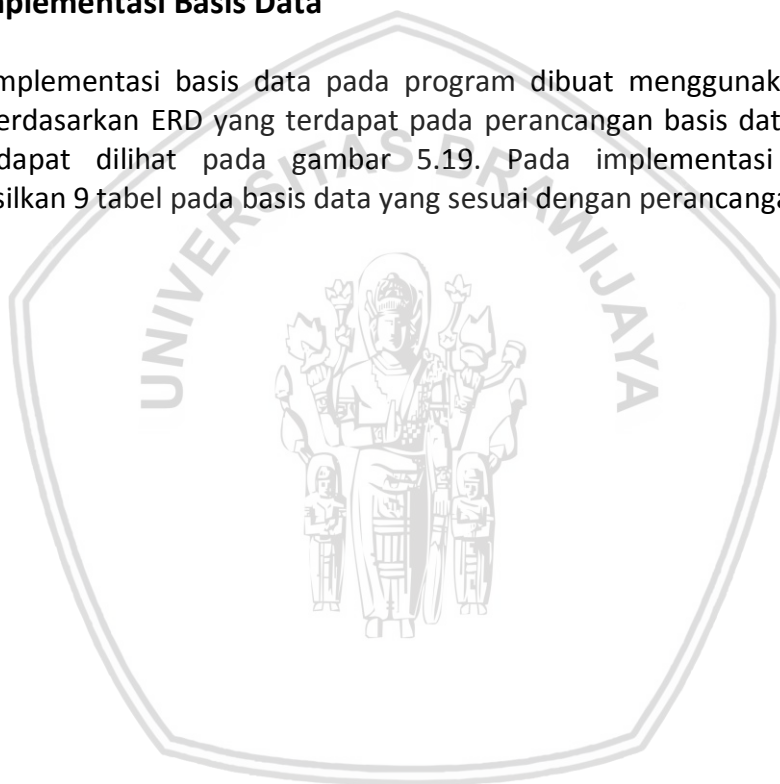 mplementasi Basis Data
mplementasi basis data pada program dibuat menggunak
erdasarkan ERD yang terdapat pada perancangan basis dat
dapat dilihat pada gambar 5.19. Pada implementasi
silkan 9 tabel pada basis data yang sesuai dengan perancanga
UNIVERSITAS BRAWIJAYA